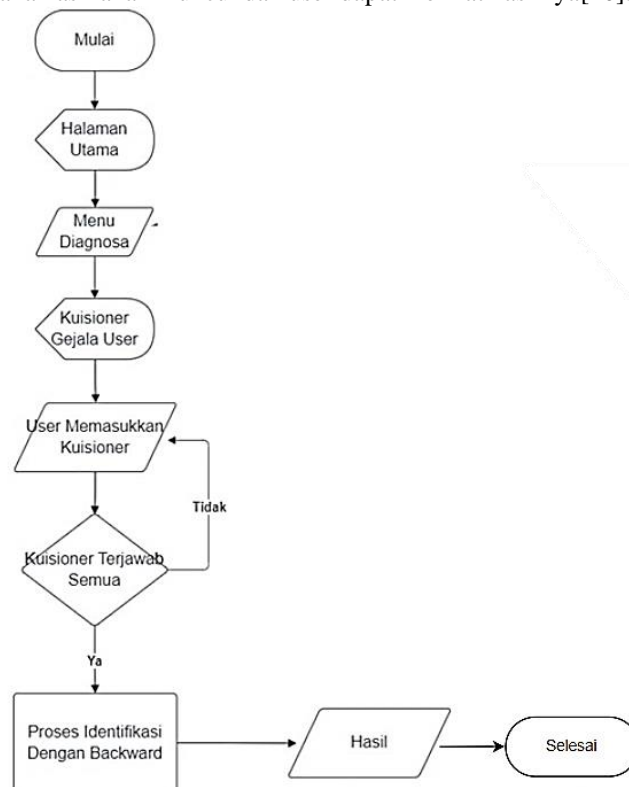 Mulai
Halaman
Utama
Menu
Diagnosa
Kuisioner
Gejala User
User Memasukkan
Kuisioner
Tidak
Kuisioner Terjawab
Semua
Ya
Proses Identifikasi
Dengan Backward
Hasil
Selesai